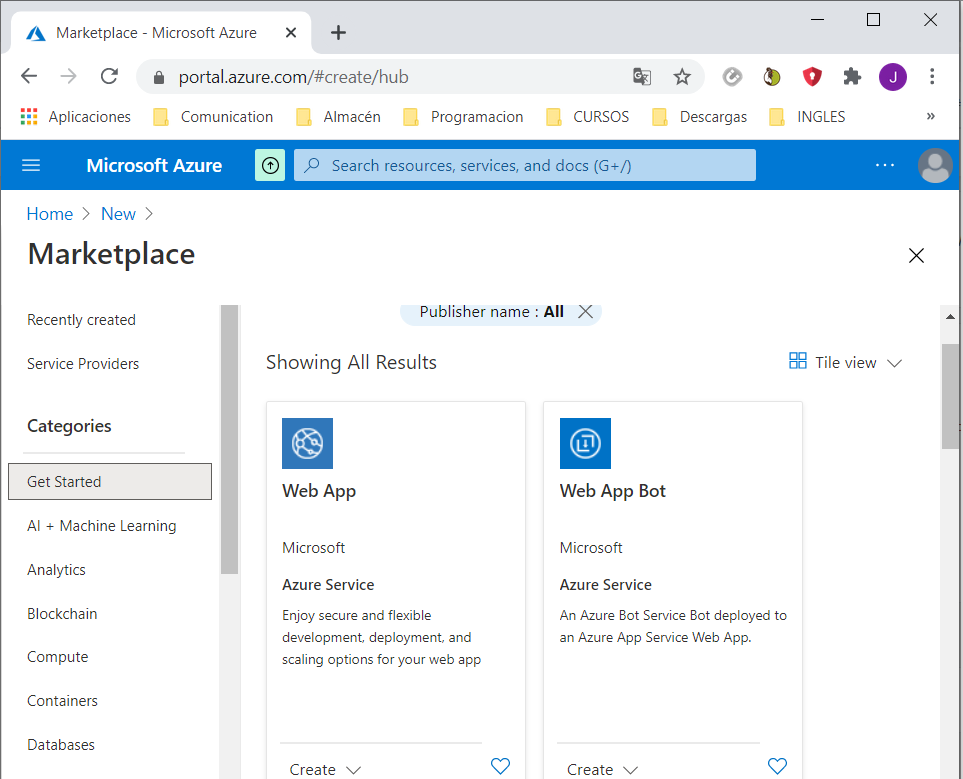 Marketplace - Microsoft Azure
portal.azure.com/#create/hub
J
Aplicaciones
Comunication
Almacén
Programacion
CURSOS
Descargas
INGLES
»
Microsoft Azure
Search resources, services, and docs (G+/)
Home > New >
Marketplace
Recently created
Service Providers
Categories
Get Started
AI + Machine Learning
Analytics
Blockchain
Compute
Containers
Databases
Publisher name : All
Showing All Results
Tile view
Web App
Microsoft
Azure Service
Enjoy secure and flexible
development, deployment, and
scaling options for your web app
Create
Web App Bot
Microsoft
Azure Service
An Azure Bot Service Bot deployed to
an Azure App Service Web App.
Create